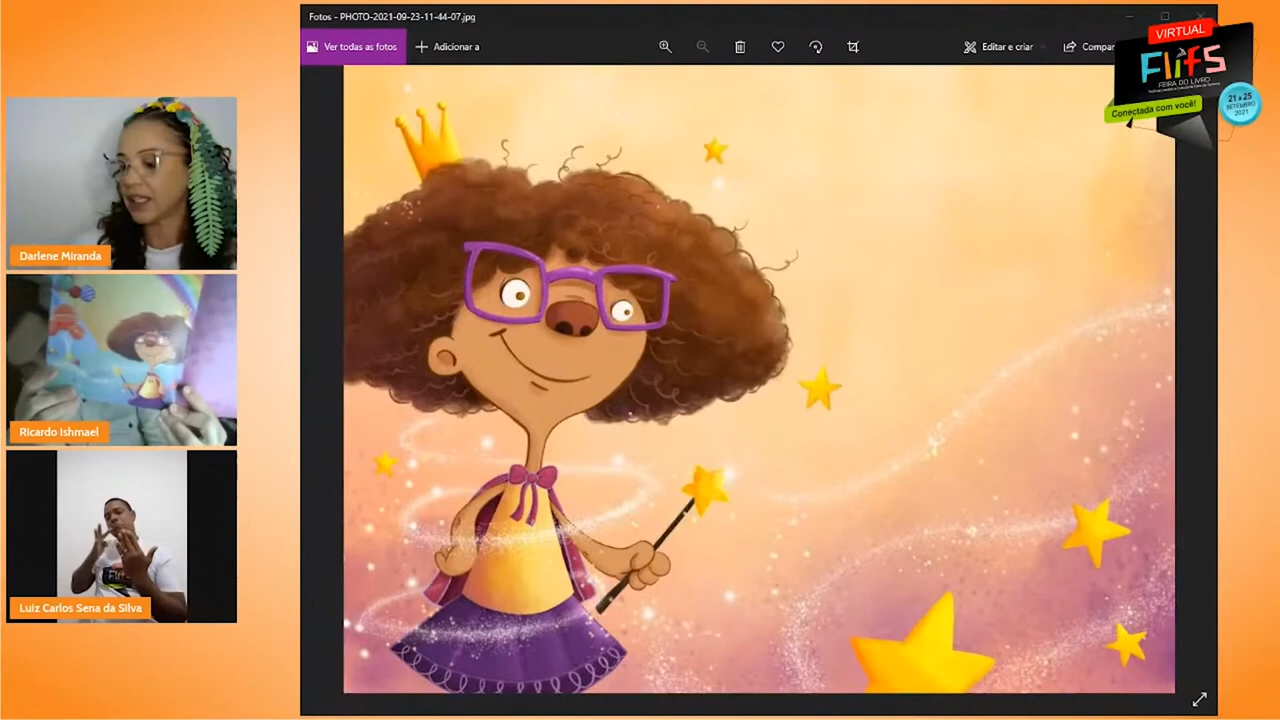 Fotos - PHOTO-2021-09-23-11-44-07.jpg
Ver todas as fotos
Adicionar a
Editar e criar
Compar
VIRTUAL
FLIFS
FEIRA DO LIVRO
Conectada com você!
21 a 25
SETEMBRO
2021
Darlene Miranda
Ricardo Ishmael
Luiz Carlos Sena da Silva